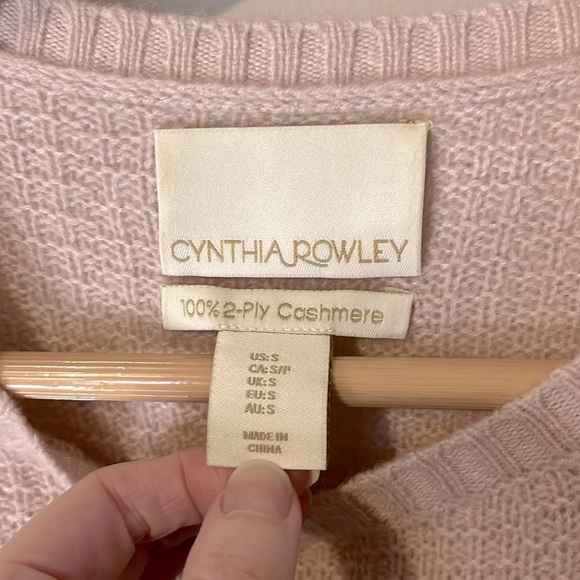 CYNTHIA ROWLEY
100% 2-Ply Cashmere
US: S
CA: S/P
UK: S
EU: S
AU: S
MADE IN
CHINA